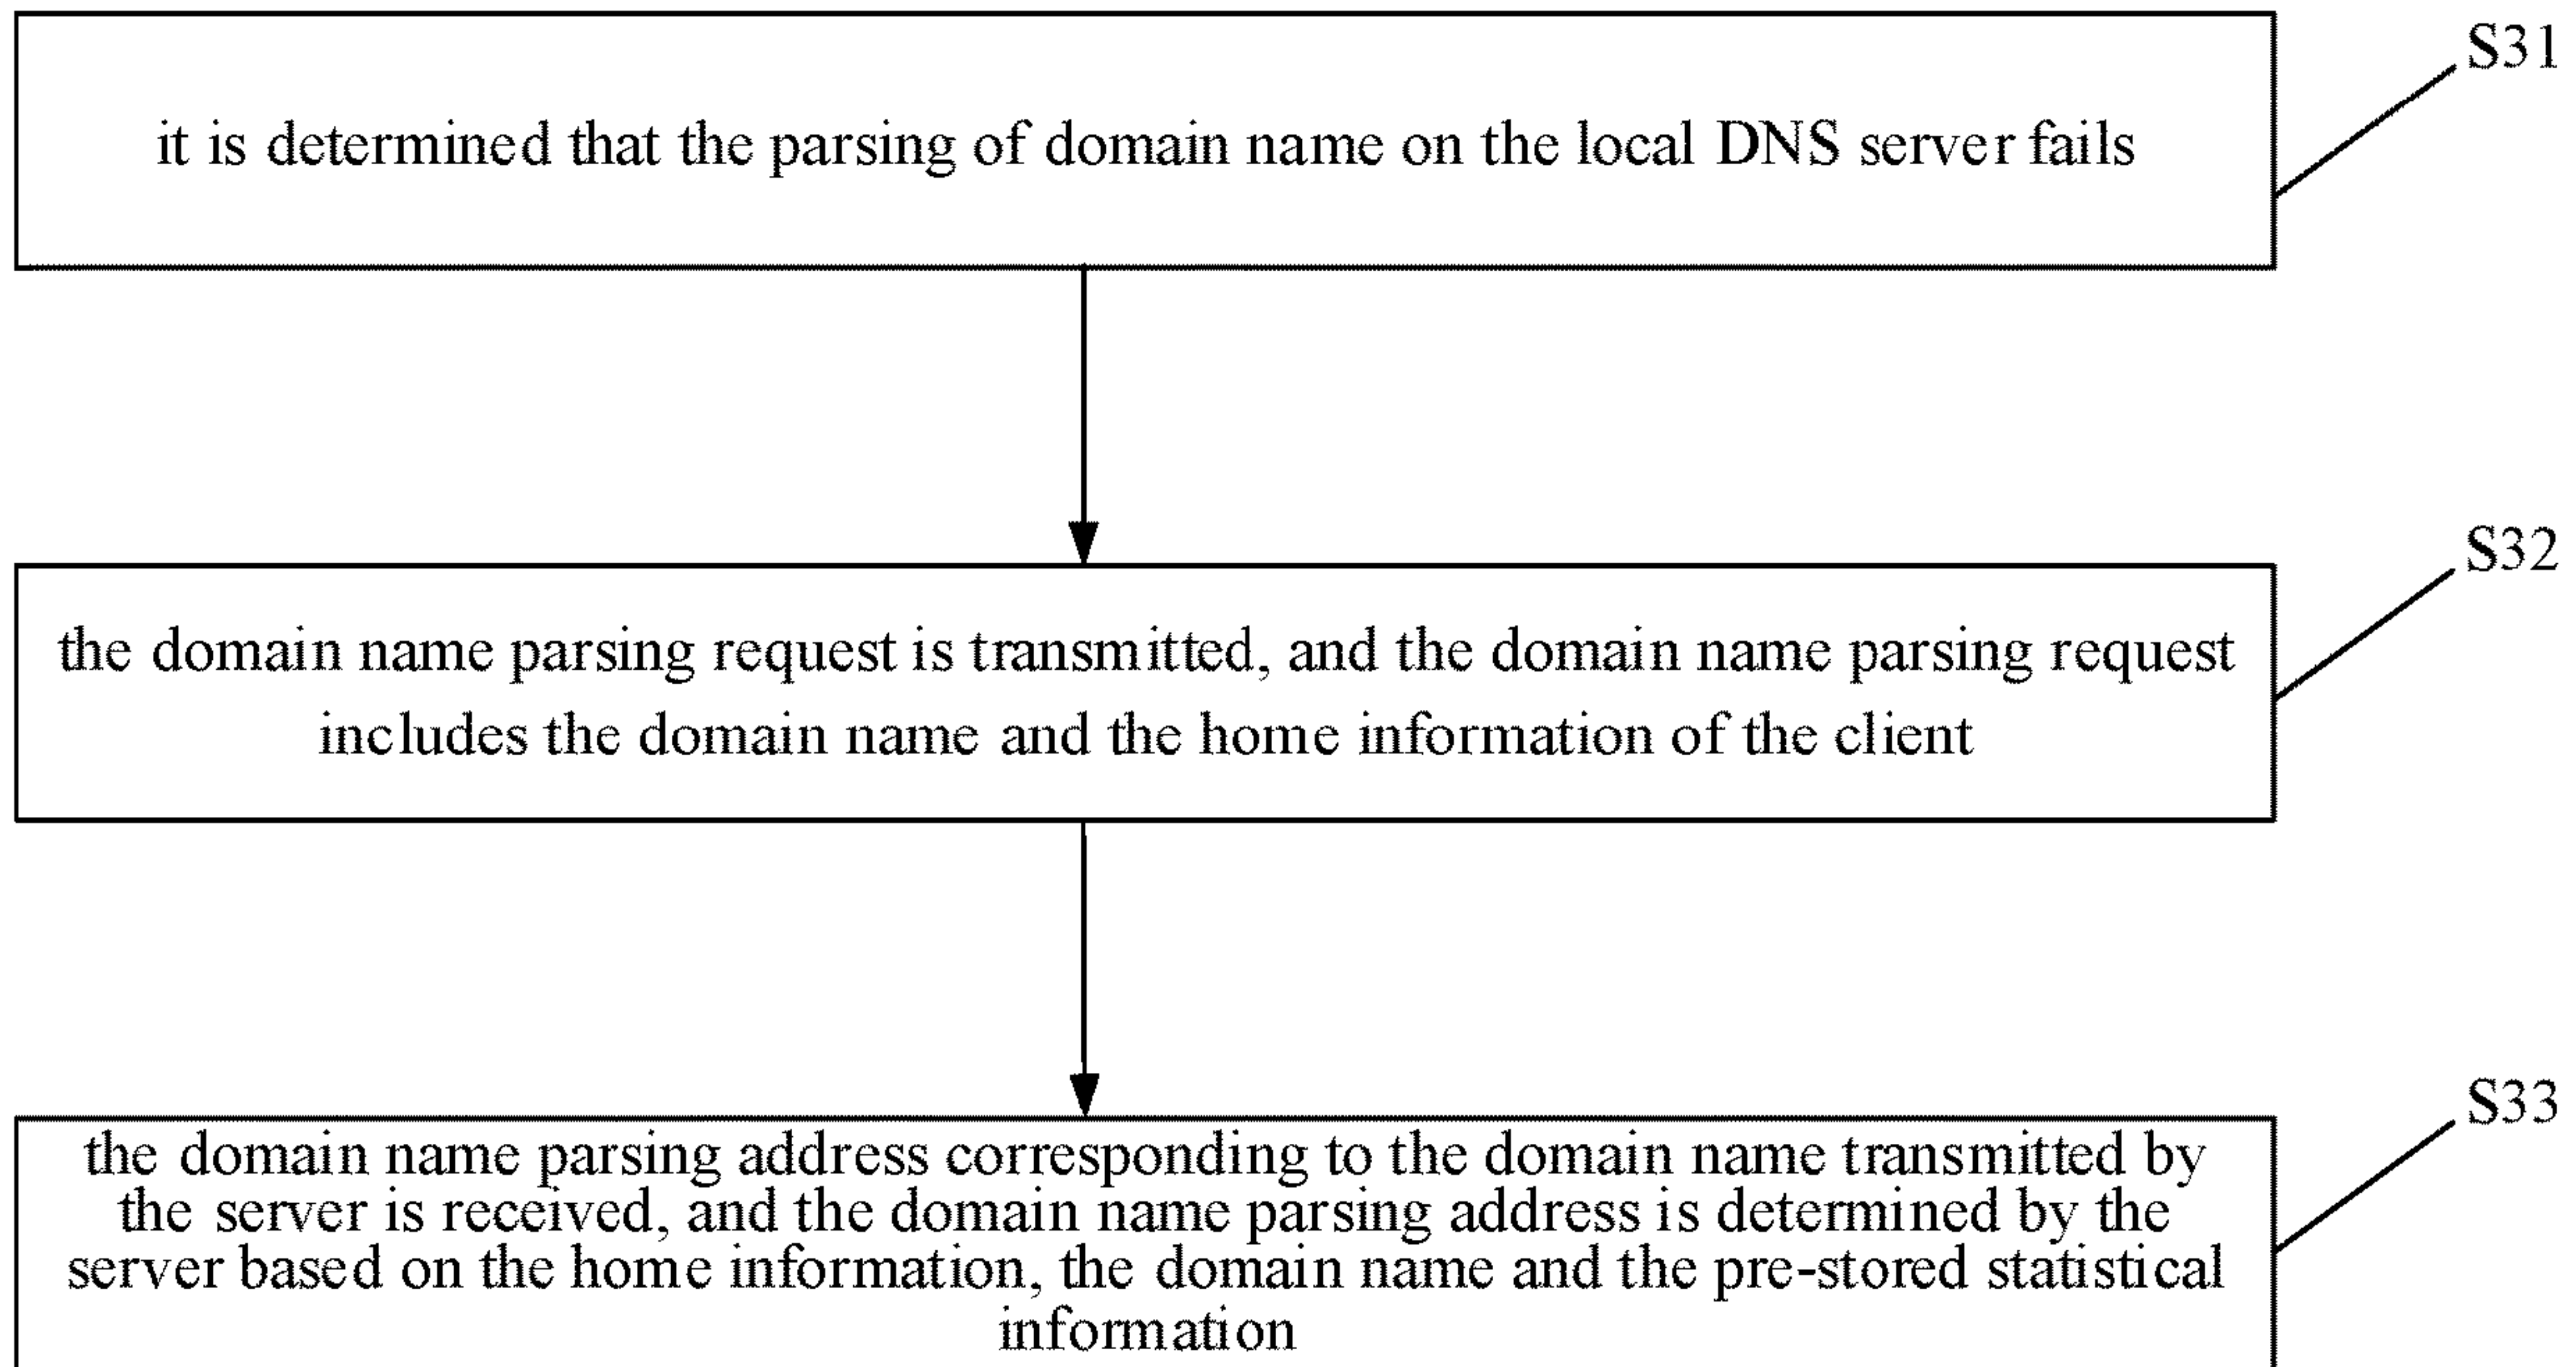 S31
it is determined that the parsing of domain name on the local DNS server fails
S32
the domain name parsing request is transmitted, and the domain name parsing request
includes the domain name and the home information of the client
S33
the domain name parsing address corresponding to the domain name transmitted by
the server is received, and the domain name parsing address is determined by the
server based on the home information, the domain name and the pre-stored statistical
information